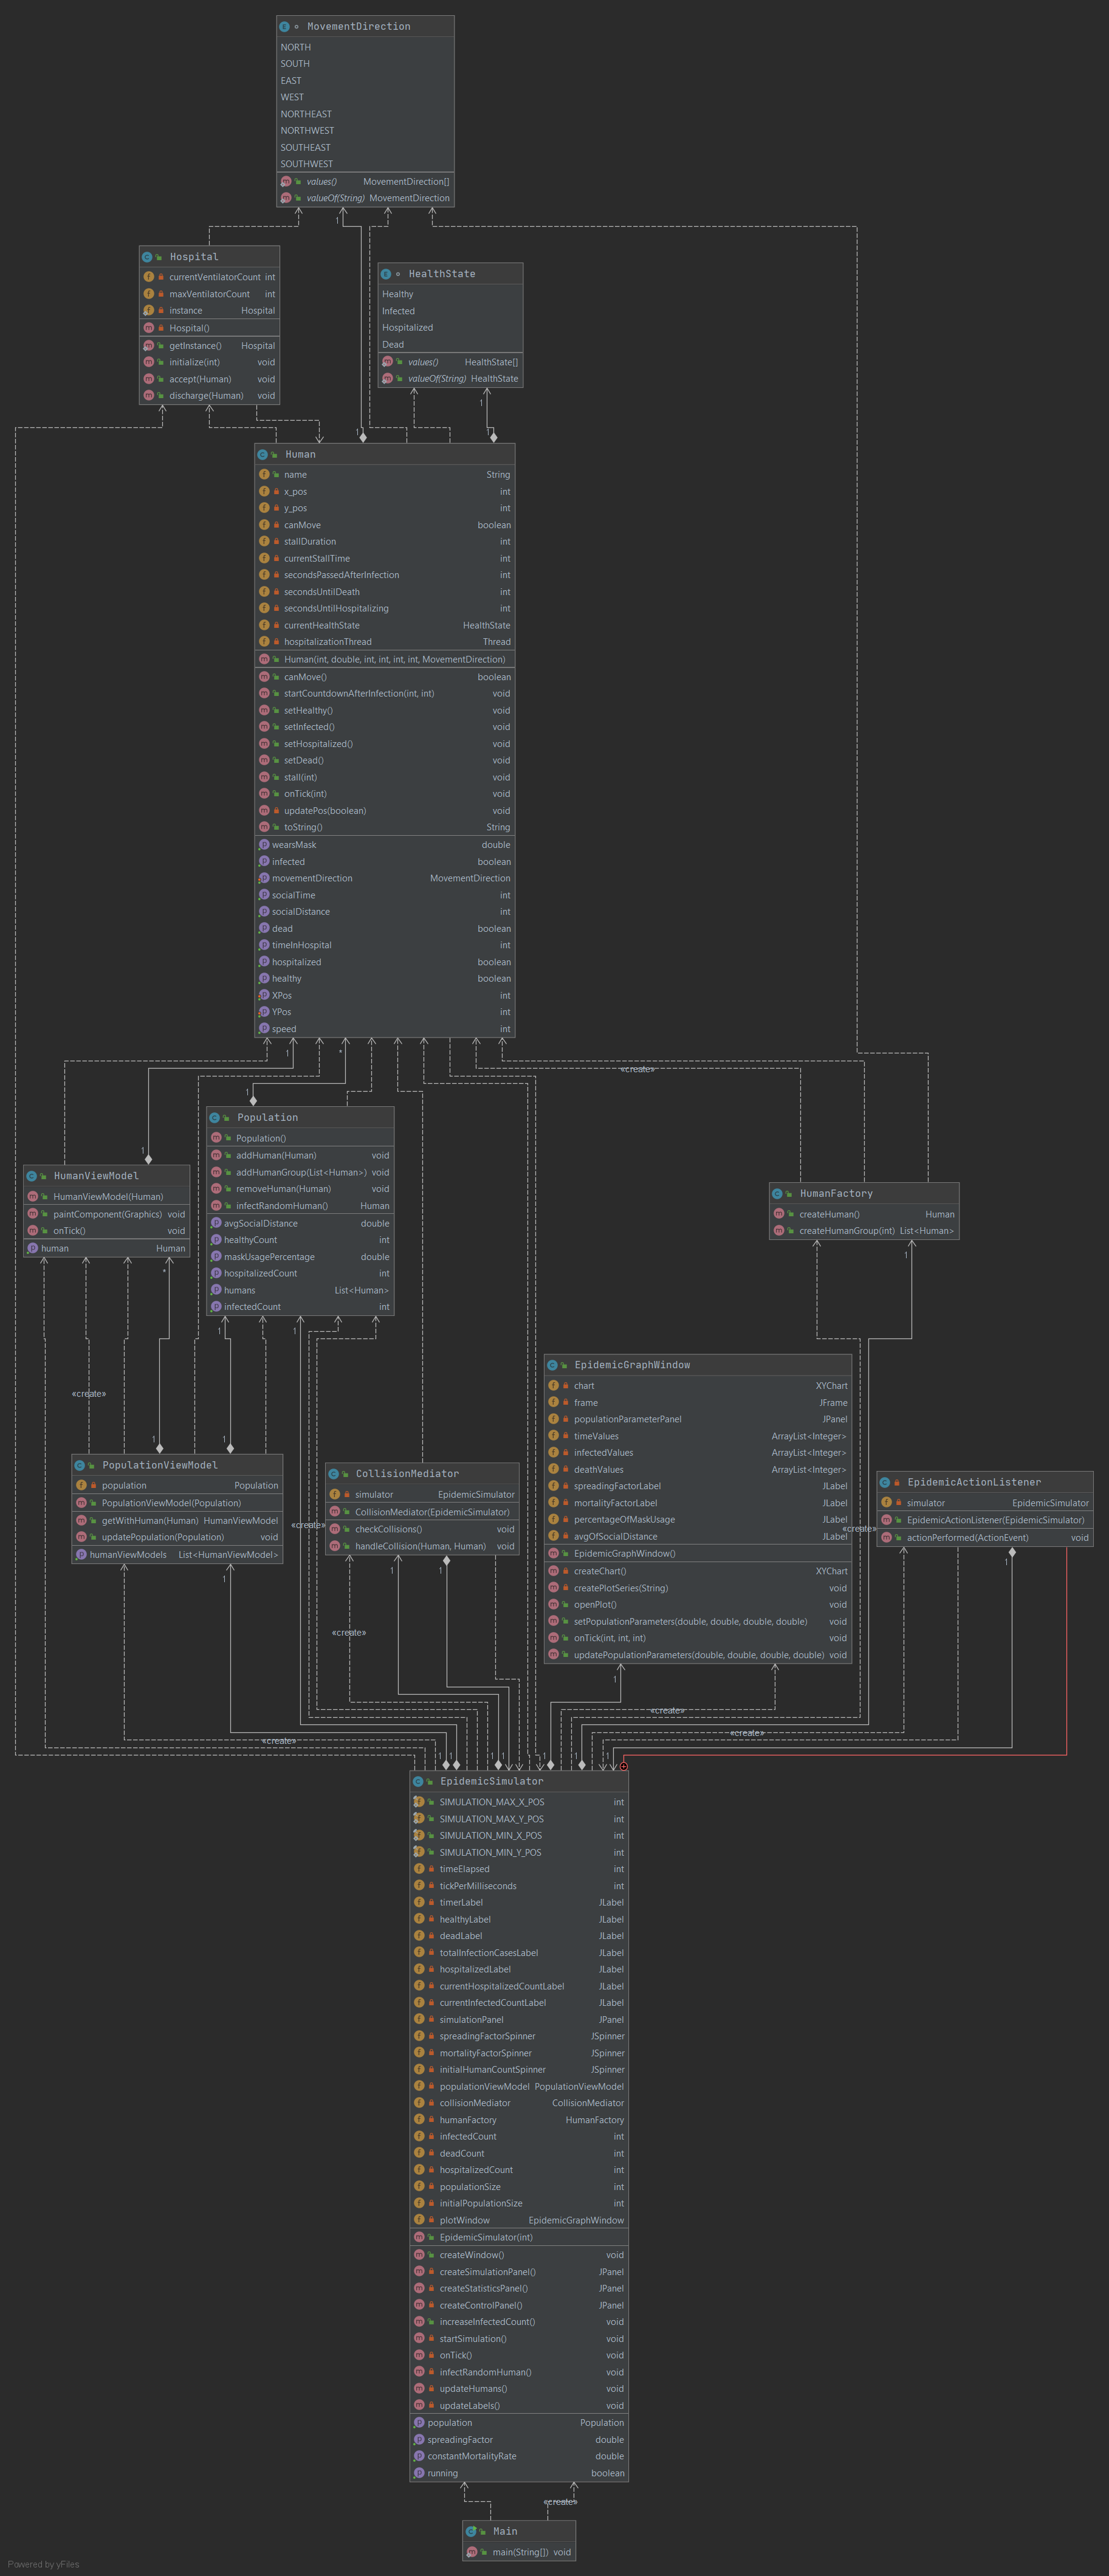 MovementDirection
NORTH
SOUTH
EAST
WEST
NORTHEAST
NORTHWEST
SOUTHEAST
SOUTHWEST
values() MovementDirection[]
valueOf(String) MovementDirection
1
Hospital
currentVentilatorCount int
maxVentilatorCount int
instance Hospital
Hospital()
getInstance() Hospital
initialize(int) void
accept(Human) void
discharge(Human) void
HealthState
Healthy
Infected
Hospitalized
Dead
values() HealthState[]
valueOf(String) HealthState
1
1
1
Human
name String
x_pos int
y_pos int
canMove boolean
stallDuration int
currentStallTime int
secondsPassedAfterInfection int
secondsUntilDeath int
secondsUntilHospitalizing int
currentHealthState HealthState
hospitalizationThread Thread
Human(int, double, int, int, int, int, MovementDirection)
canMove() boolean
startCountdownAfterInfection(int, int) void
setHealthy() void
setInfected() void
setHospitalized() void
setDead() void
stall(int) void
onTick(int) void
updatePos(boolean) void
toString() String
wearsMask double
infected boolean
movementDirection MovementDirection
socialTime int
socialDistance int
dead boolean
timeInHospital int
hospitalized boolean
healthy boolean
XPos int
YPos int
speed int
1
*
«create»
1
1
Population
Population()
addHuman(Human) void
addHumanGroup(List<Human>) void
removeHuman(Human) void
infectRandomHuman() Human
avgSocialDistance double
healthyCount int
maskUsagePercentage double
hospitalizedCount int
humans List<Human>
infectedCount int
HumanViewModel
HumanViewModel(Human)
paintComponent(Graphics) void
onTick() void
human Human
HumanFactory
createHuman() Human
createHumanGroup(int) List<Human>
*
1
1
1
«create»
1
1
EpidemicGraphWindow
chart XYChart
frame JFrame
populationParameterPanel JPanel
timeValues ArrayList<Integer>
infectedValues ArrayList<Integer>
deathValues ArrayList<Integer>
spreadingFactorLabel JLabel
mortalityFactorLabel JLabel
percentageOfMaskUsage JLabel
avgOfSocialDistance JLabel
EpidemicGraphWindow()
createChart() XYChart
createPlotSeries(String) void
openPlot() void
setPopulationParameters(double, double, double, double) void
onTick(int, int, int) void
updatePopulationParameters(double, double, double, double) void
PopulationViewModel
population Population
PopulationViewModel(Population)
getWithHuman(Human) HumanViewModel
updatePopulation(Population) void
humanViewModels List<HumanViewModel>
«create»
CollisionMediator
simulator EpidemicSimulator
CollisionMediator(EpidemicSimulator)
checkCollisions() void
handleCollision(Human, Human) void
EpidemicActionListener
simulator EpidemicSimulator
EpidemicActionListener(EpidemicSimulator)
actionPerformed(ActionEvent) void
«create»
1
1
1
1
«create»
1
«create»
«create»
«create»
1
1
1
1
1
1
EpidemicSimulator
SIMULATION_MAX_X_POS int
SIMULATION_MAX_Y_POS int
SIMULATION_MIN_X_POS int
SIMULATION_MIN_Y_POS int
timeElapsed int
tickPerMilliseconds int
timerLabel JLabel
healthyLabel JLabel
deadLabel JLabel
totalInfectionCasesLabel JLabel
hospitalizedLabel JLabel
currentHospitalizedCountLabel JLabel
currentInfectedCountLabel JLabel
simulationPanel JPanel
spreadingFactorSpinner JSpinner
mortalityFactorSpinner JSpinner
initialHumanCountSpinner JSpinner
populationViewModel PopulationViewModel
collisionMediator CollisionMediator
humanFactory HumanFactory
infectedCount int
deadCount int
hospitalizedCount int
populationSize int
initialPopulationSize int
plotWindow EpidemicGraphWindow
EpidemicSimulator(int)
createWindow() void
createSimulationPanel() JPanel
createStatisticsPanel() JPanel
createControlPanel() JPanel
increaseInfectedCount() void
startSimulation() void
onTick() void
infectRandomHuman() void
updateHumans() void
updateLabels() void
population Population
spreadingFactor double
constantMortalityRate double
running boolean
«create»
Main
main(String[]) void
Powered by yFiles